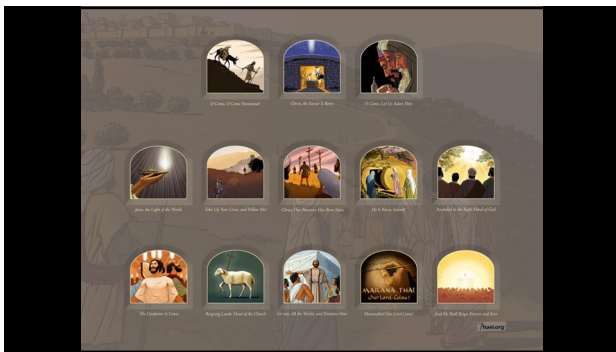 O Come, O Come Emmanuel
Christ, the Savior Is Born
O Come, Let Us Adore Him
Jesus, the Light of the World
Take Up Your Cross, and Follow Me!
Christ, Our Passover, Has Been Slain
He Is Risen, Indeed!
Ascended to the Right Hand of God
The Comforter Is Come
Reigning Lamb, Head of the Church
Go into All the World, and Proclaim Him
MARANA THA!
Our Lord, Come!
Maranatha! Our Lord, Come!
And He Shall Reign Forever and Ever